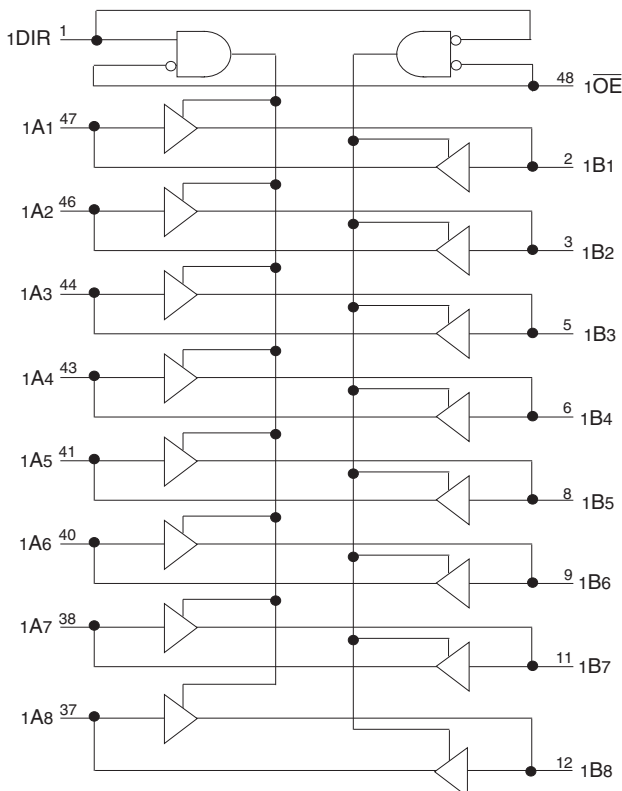 1DIR 1
48 1O̅E̅
1A1 47
2 1B1
1A2 46
3 1B2
1A3 44
5 1B3
1A4 43
6 1B4
1A5 41
8 1B5
1A6 40
9 1B6
1A7 38
11 1B7
1A8 37
12 1B8